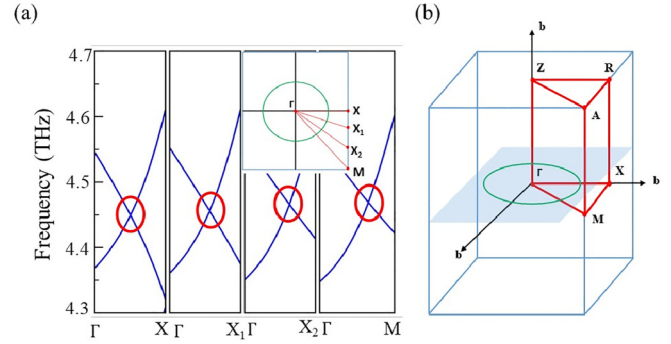 (a)
(b)
Frequency (THz)
4.7
4.6
4.5
4.4
4.3
Γ
X
Γ
X1
Γ
X2
Γ
M
Γ
X
X1
X2
M
b
Z
R
A
Γ
X
b
M
b